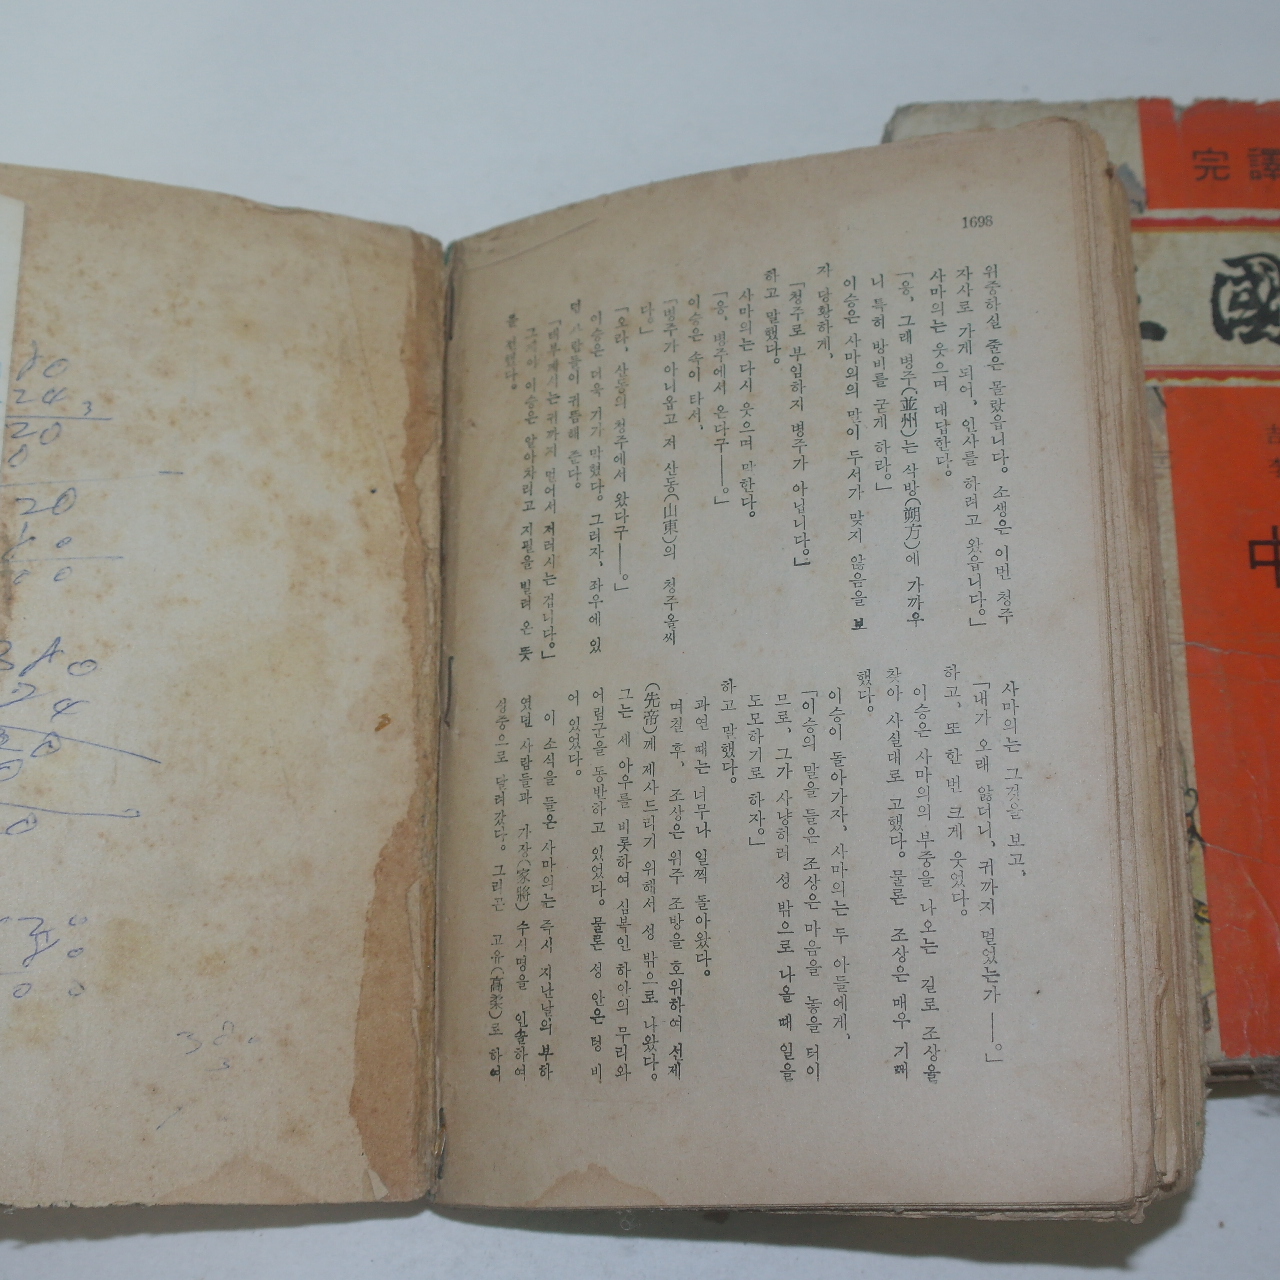 1698
위중하실 줄은 몰랐읍니다. 소생은 이번 청주
자사로 가게 되어, 인사를 하려고 왔읍니다.」
사마의는 웃으며 대답한다.
「응, 그래 병주(並州)는 삭방(朔方)에 가까우
니 특히 방비를 굳게 하라.」
이승은 사마의의 말이 두서가 맞지 않음을 보
자 당황하게,
「청주로 부임하지 병주가 아닙니다.」
하고 말했다.
사마의는 다시 웃으며 말한다.
「응, 병주에서 온다구――。」
이승은 속이 타서,
「병주가 아니옵고 저 산동(山東)의 청주올씨
다.」
「오라, 산동의 청주에서 왔다구――。」
이승은 더욱 기가 막혔다. 그러자, 좌우에 있
던 사람들이 귀띔해 준다.
「태부께서는 귀까지 멀어서 저러시는 겁니다.」
그제야 이승은 알아차리고 지필을 빌려 온 뜻
를 전했다.
사마의는 그것을 보고,
「내가 오래 앓더니, 귀까지 멀었는가――。」
하고, 또 한 번 크게 웃었다.
이승은 사마의의 부중을 나오는 길로 조상을
찾아 사실대로 고했다. 물론 조상은 매우 기뻐
했다.
이승이 돌아가자, 사마의는 두 아들에게,
「이승의 말을 들은 조상은 마음을 놓을 터이
므로, 그가 사냥하러 성 밖으로 나올 때 일을
도모하기로 하자.」
하고 말했다.
과연 때는 너무나 일찍 돌아왔다.
며칠 후, 조상은 위주 조방을 호위하여 선제
(先帝)께 제사드리기 위해서 성 밖으로 나왔다.
그는 세 아우를 비롯하여 심복인 하안의 무리와
어림군을 동반하고 있었다. 물론 성 안은 텅 비
어 있었다.
이 소식을 들은 사마의는 즉시 지난날의 부하
였던 사람들과 가장(家將) 수십명을 인솔하여
성중으로 달려갔다. 그리곤 고유(高柔)로 하여
完譯
國
中